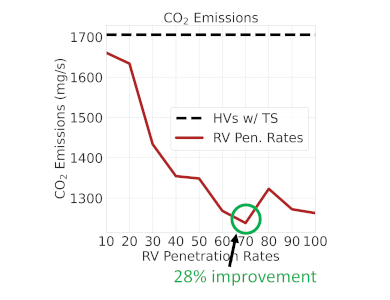 CO₂ Emissions
CO₂ Emissions (mg/s)
1700
1600
1500
1400
1300
HVs w/ TS
RV Pen. Rates
10 20 30 40 50 60 70 80 90 100
RV Penetration Rates
28% improvement